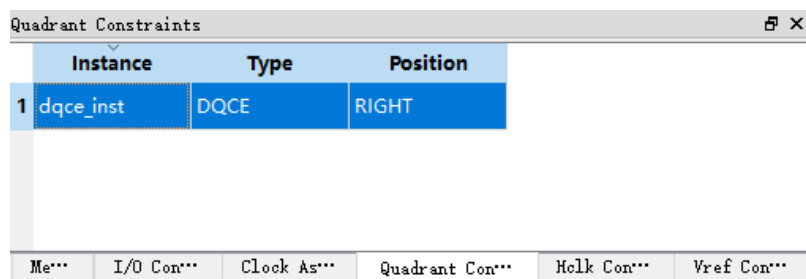 Quadrant Constraints
Instance Type Position
1 dqce_inst DQCE RIGHT
Me··· I/O Con··· Clock As··· Quadrant Con··· Hclk Con··· Vref Con···